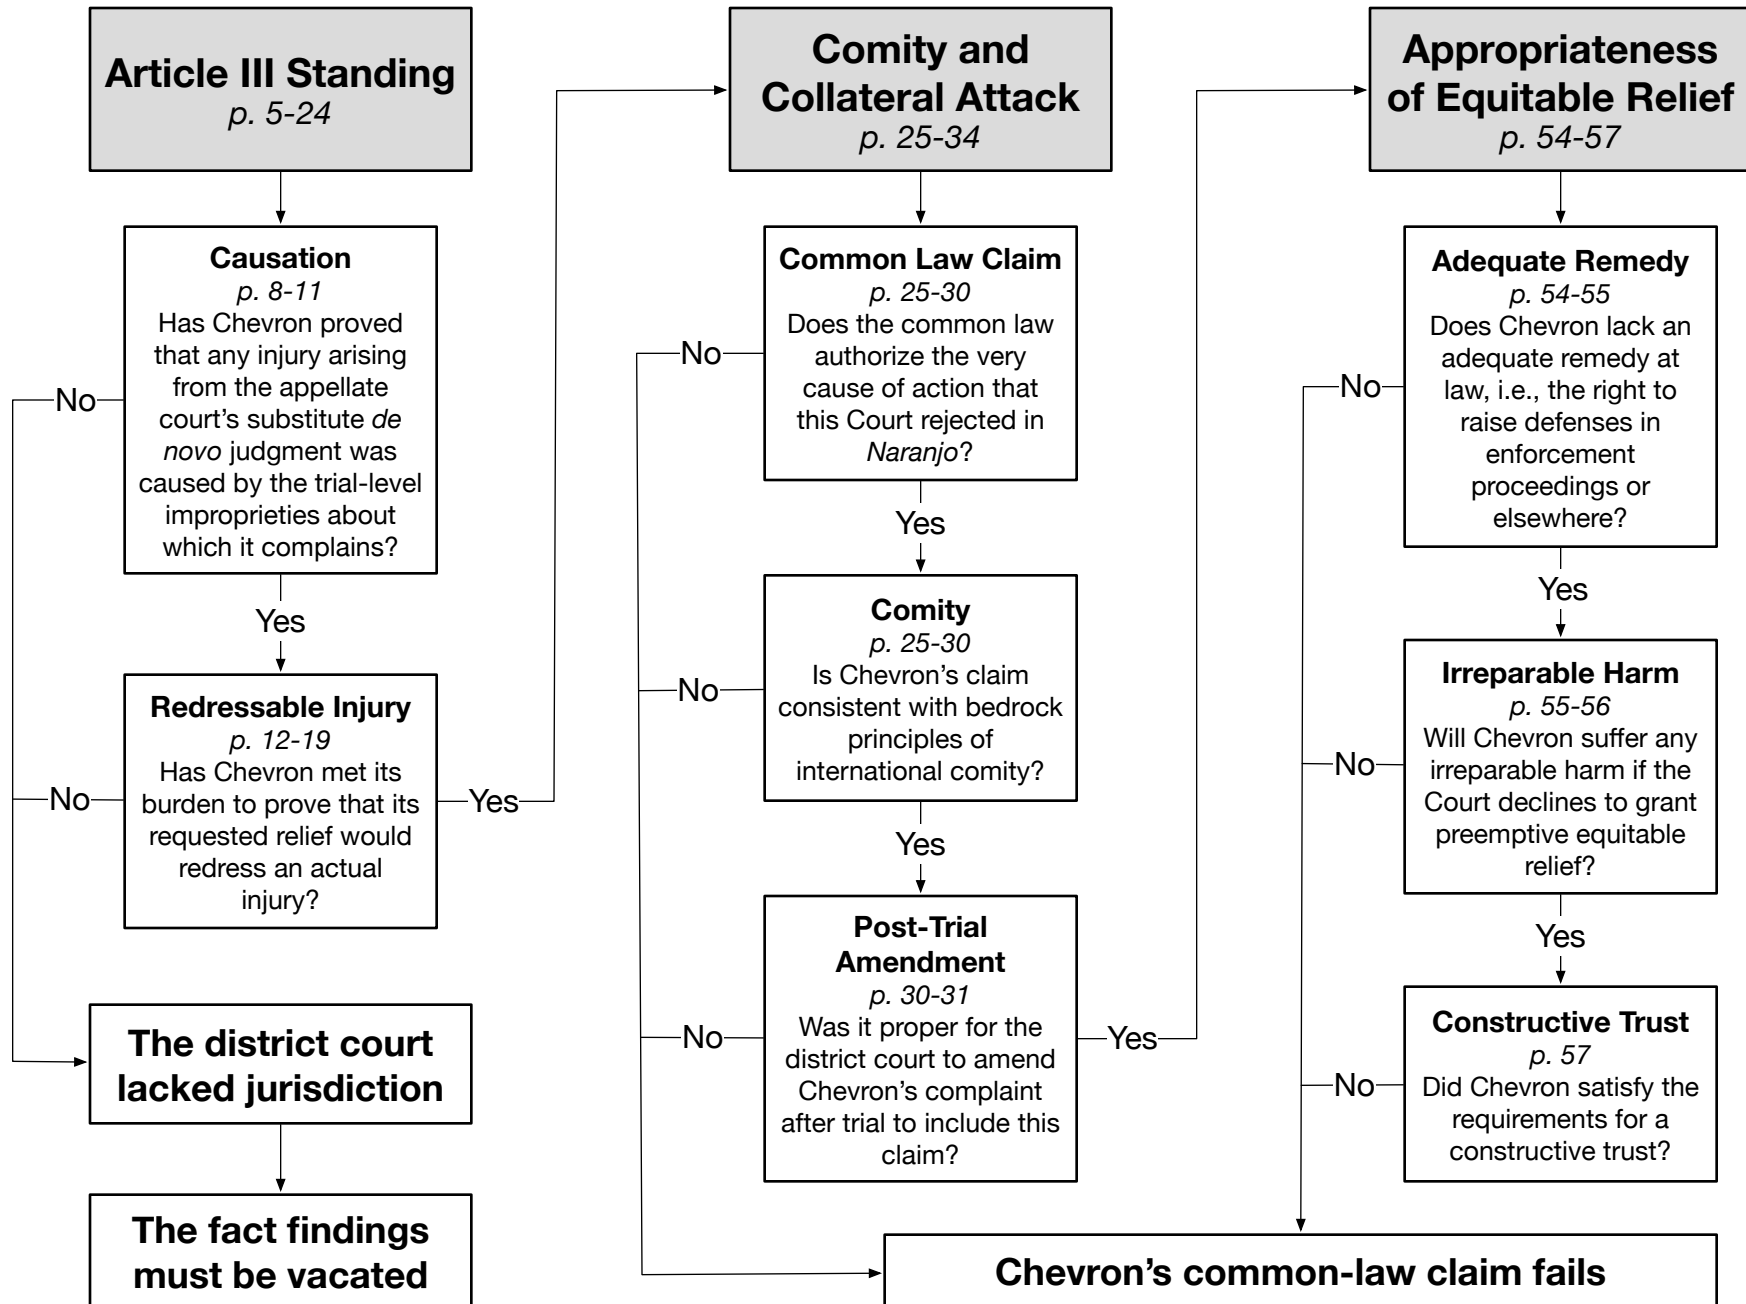 Article III Standing
p. 5-24
Causation
p. 8-11
Has Chevron proved
that any injury arising
from the appellate
court’s substitute de
novo judgment was
caused by the trial-level
improprieties about
which it complains?
No
Yes
Redressable Injury
p. 12-19
Has Chevron met its
burden to prove that its
requested relief would
redress an actual
injury?
No
Yes
The district court
lacked jurisdiction
The fact findings
must be vacated
Comity and
Collateral Attack
p. 25-34
Common Law Claim
p. 25-30
Does the common law
authorize the very
cause of action that
this Court rejected in
Naranjo?
No
Yes
Comity
p. 25-30
Is Chevron’s claim
consistent with bedrock
principles of
international comity?
No
Yes
Post-Trial
Amendment
p. 30-31
Was it proper for the
district court to amend
Chevron’s complaint
after trial to include this
claim?
No
Yes
Appropriateness
of Equitable Relief
p. 54-57
Adequate Remedy
p. 54-55
Does Chevron lack an
adequate remedy at
law, i.e., the right to
raise defenses in
enforcement
proceedings or
elsewhere?
No
Yes
Irreparable Harm
p. 55-56
Will Chevron suffer any
irreparable harm if the
Court declines to grant
preemptive equitable
relief?
No
Yes
Constructive Trust
p. 57
Did Chevron satisfy the
requirements for a
constructive trust?
No
Chevron’s common-law claim fails